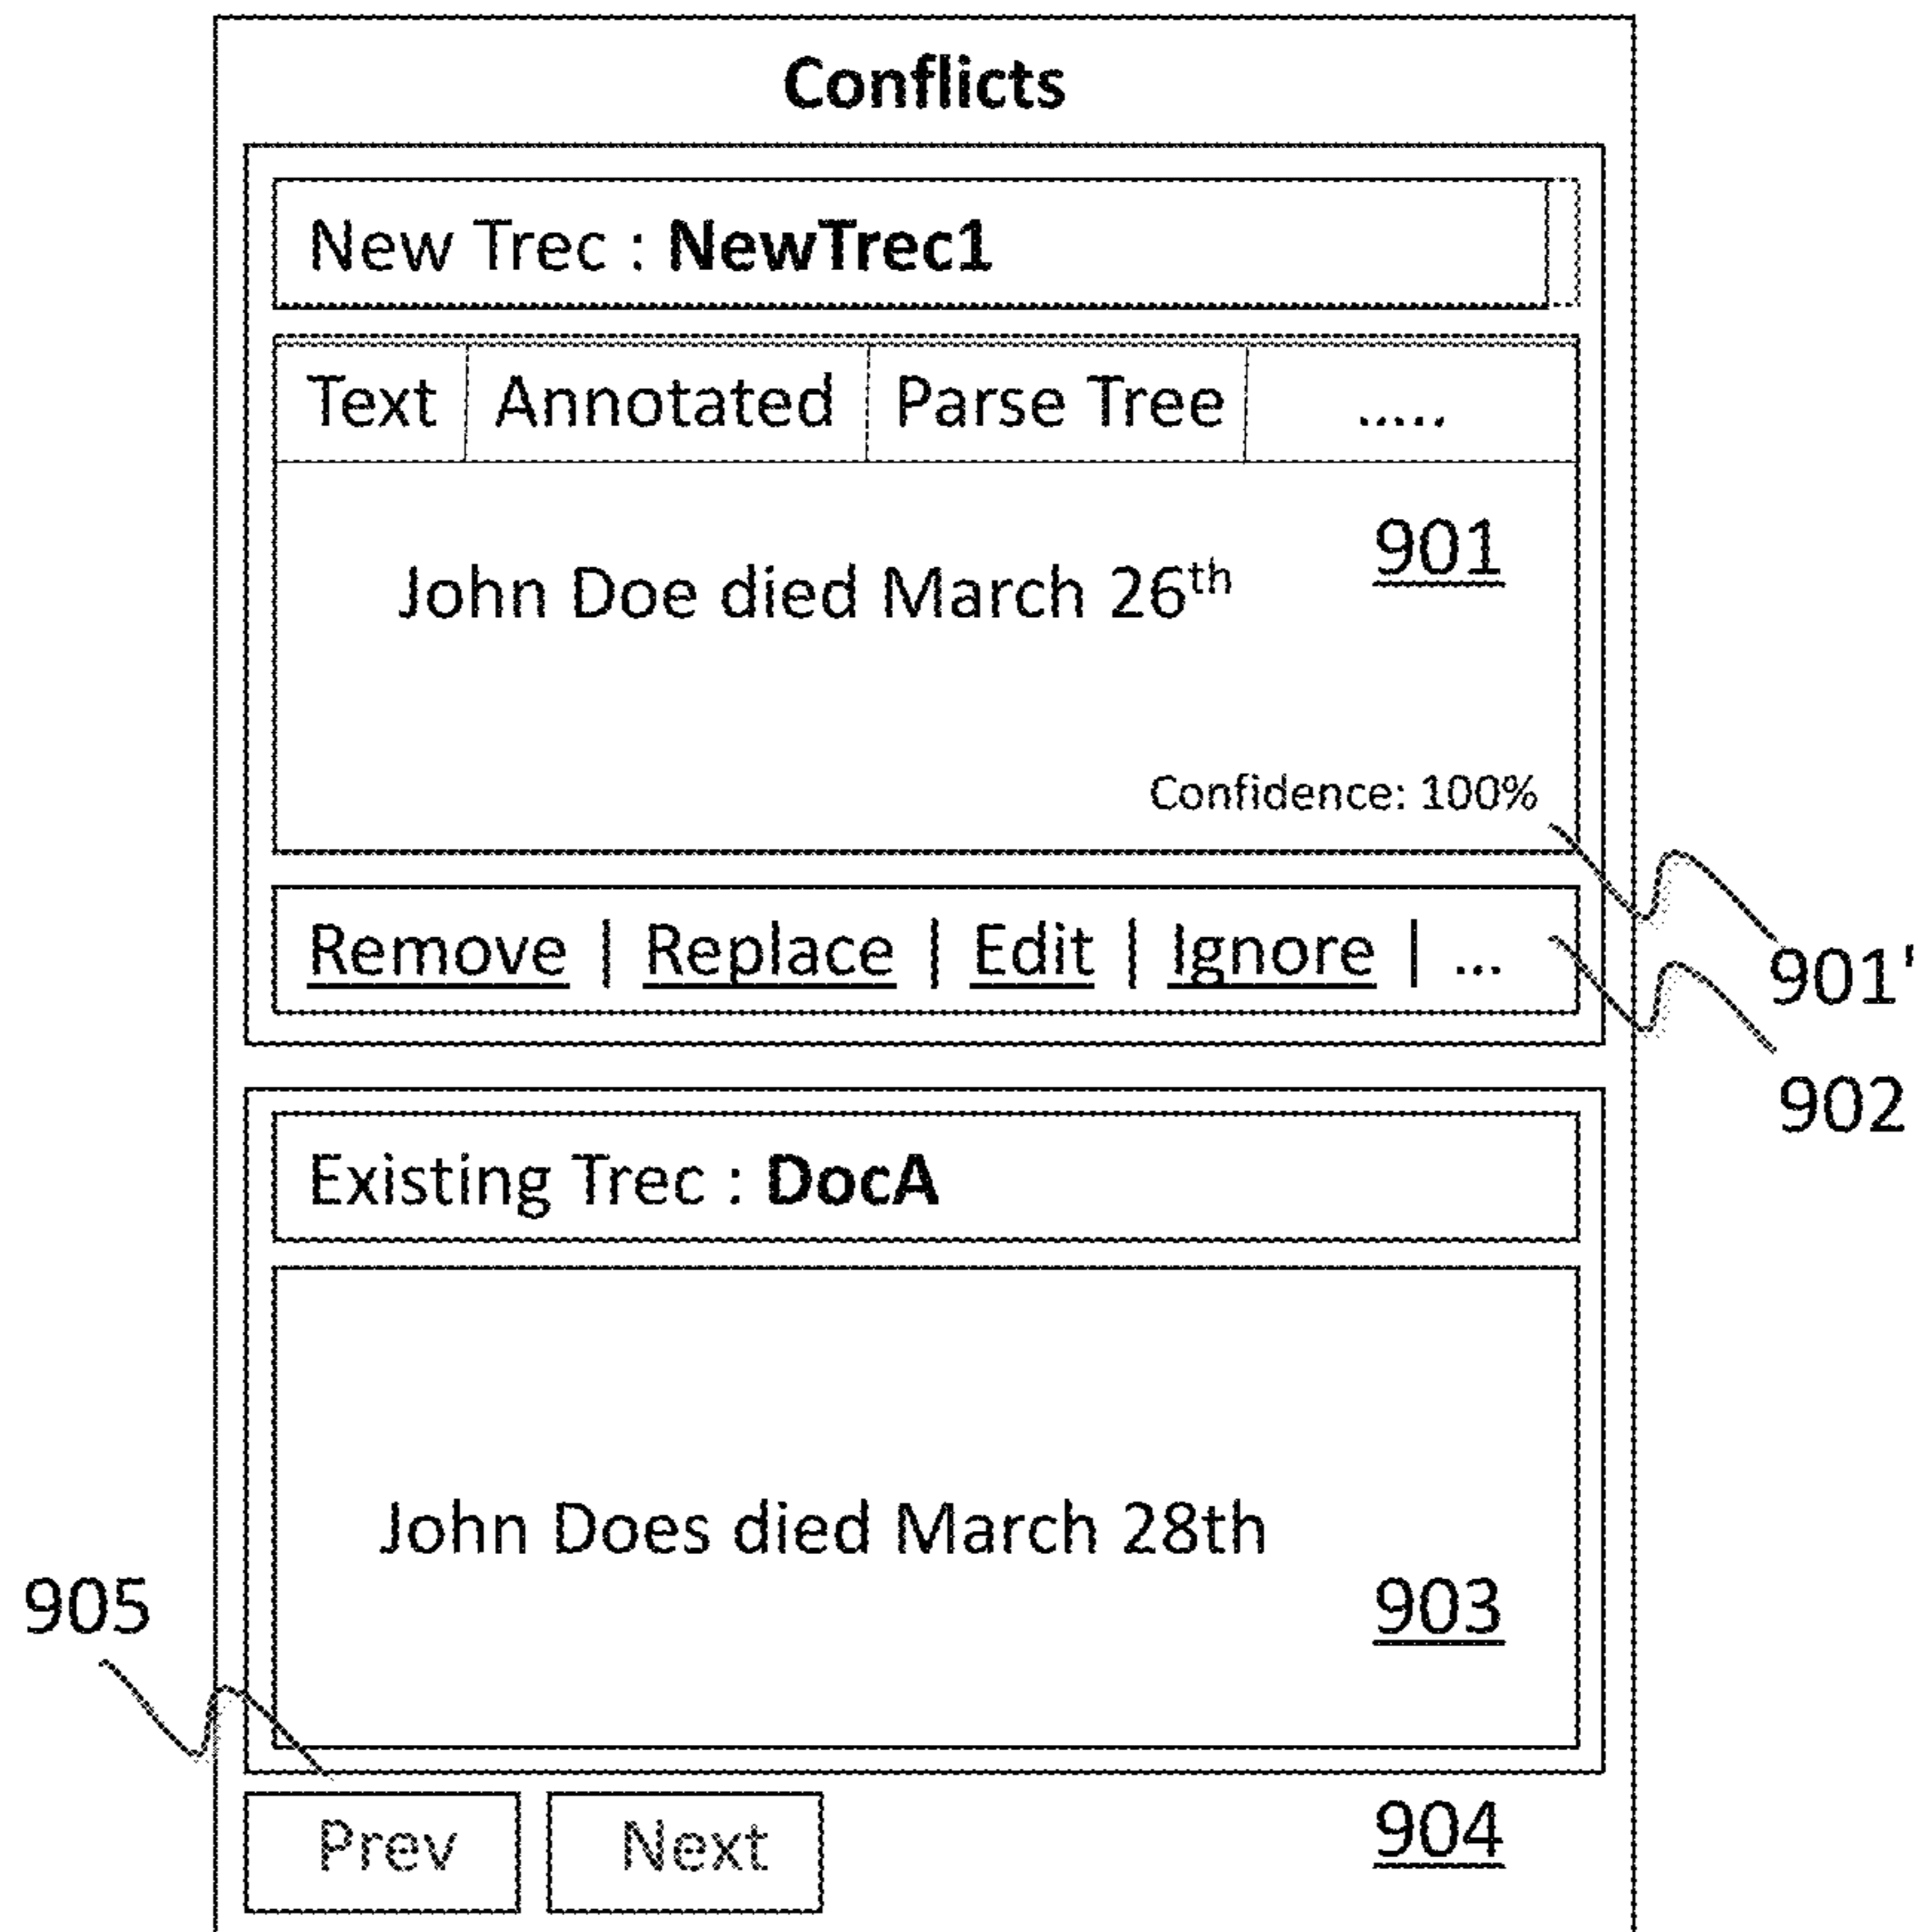 Conflicts
New Trec : NewTrec1
Text Annotated Parse Tree .....
901
John Doe died March 26th
Confidence: 100%
Remove | Replace | Edit | Ignore | ...
901'
902
Existing Trec : DocA
John Does died March 28th
905
903
Prev Next 904